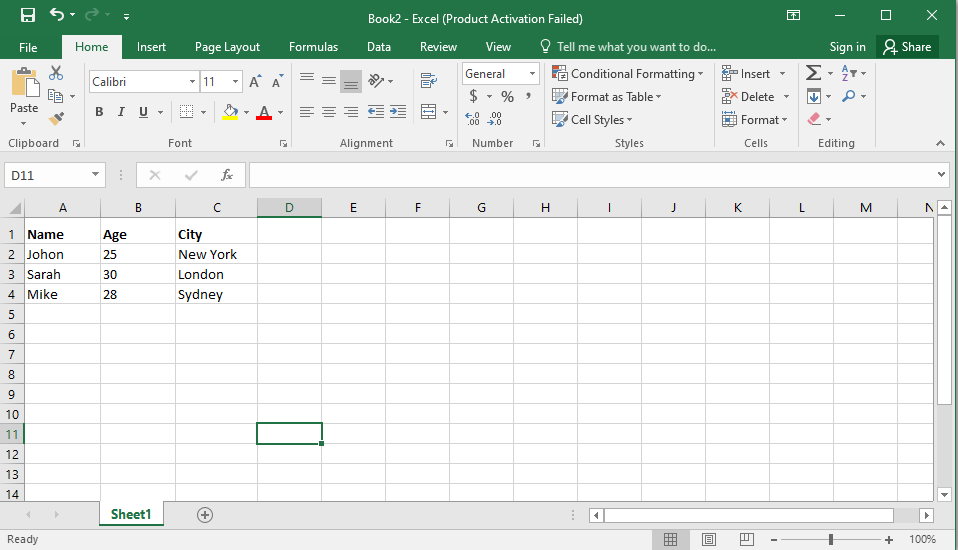 Book2 - Excel (Product Activation Failed)
File Home Insert Page Layout Formulas Data Review View Tell me what you want to do... Sign in Share
Calibri 11 A A General Conditional Formatting Insert Σ A Z
Paste B I U A $ % , Format as Table Delete
.00 .00 Cell Styles Format
Clipboard Font Alignment Number Styles Cells Editing
D11 fx
A B C D E F G H I J K L M N
1 Name Age City
2 Johon 25 New York
3 Sarah 30 London
4 Mike 28 Sydney
5
6
7
8
9
10
11
12
13
14
Sheet1
Ready 100%